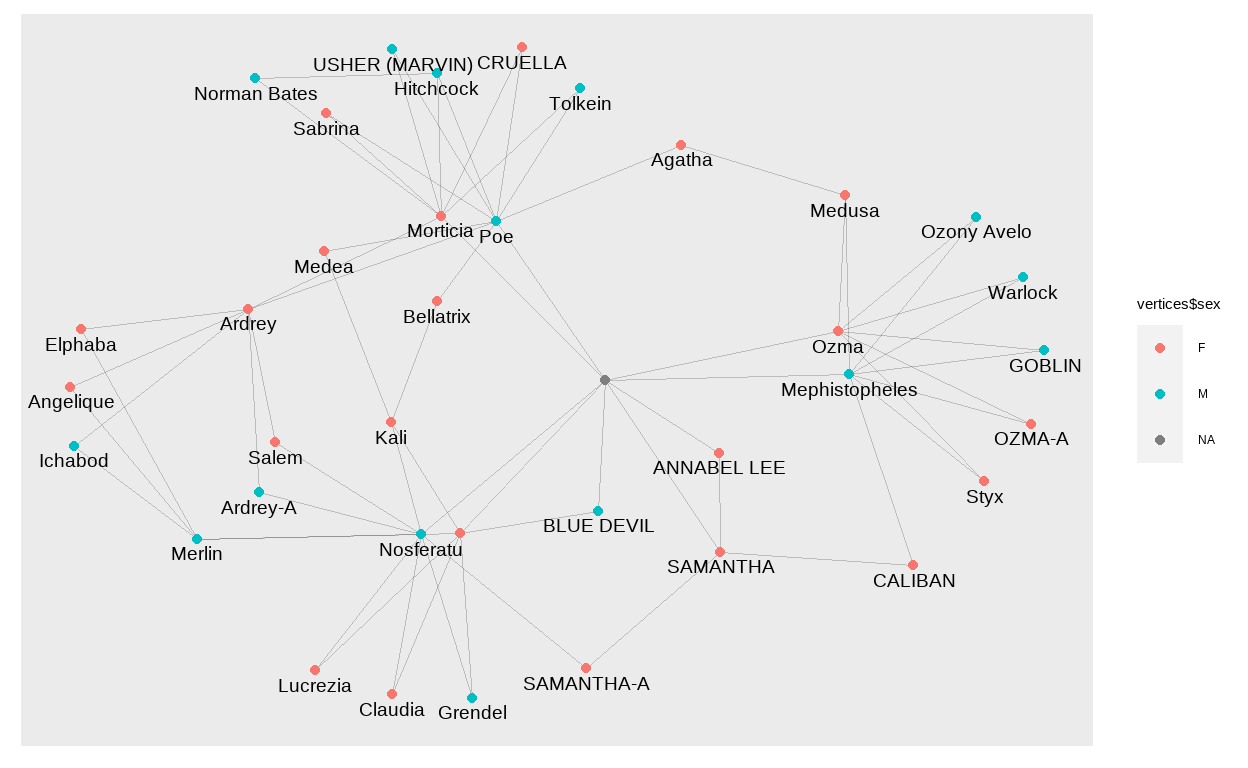 USHER (MARVIN)
CRUELLA
Hitchcock
Norman Bates
Tolkein
Sabrina
Agatha
Medusa
Morticia
Poe
Ozony Avelo
Medea
Warlock
Bellatrix
Ardrey
Elphaba
Ozma
GOBLIN
Mephistopheles
Angelique
Kali
OZMA-A
Ichabod
Salem
ANNABEL LEE
Styx
Ardrey-A
BLUE DEVIL
Merlin
Nosferatu
SAMANTHA
CALIBAN
Lucrezia
SAMANTHA-A
Claudia
Grendel
vertices$sex
F
M
NA